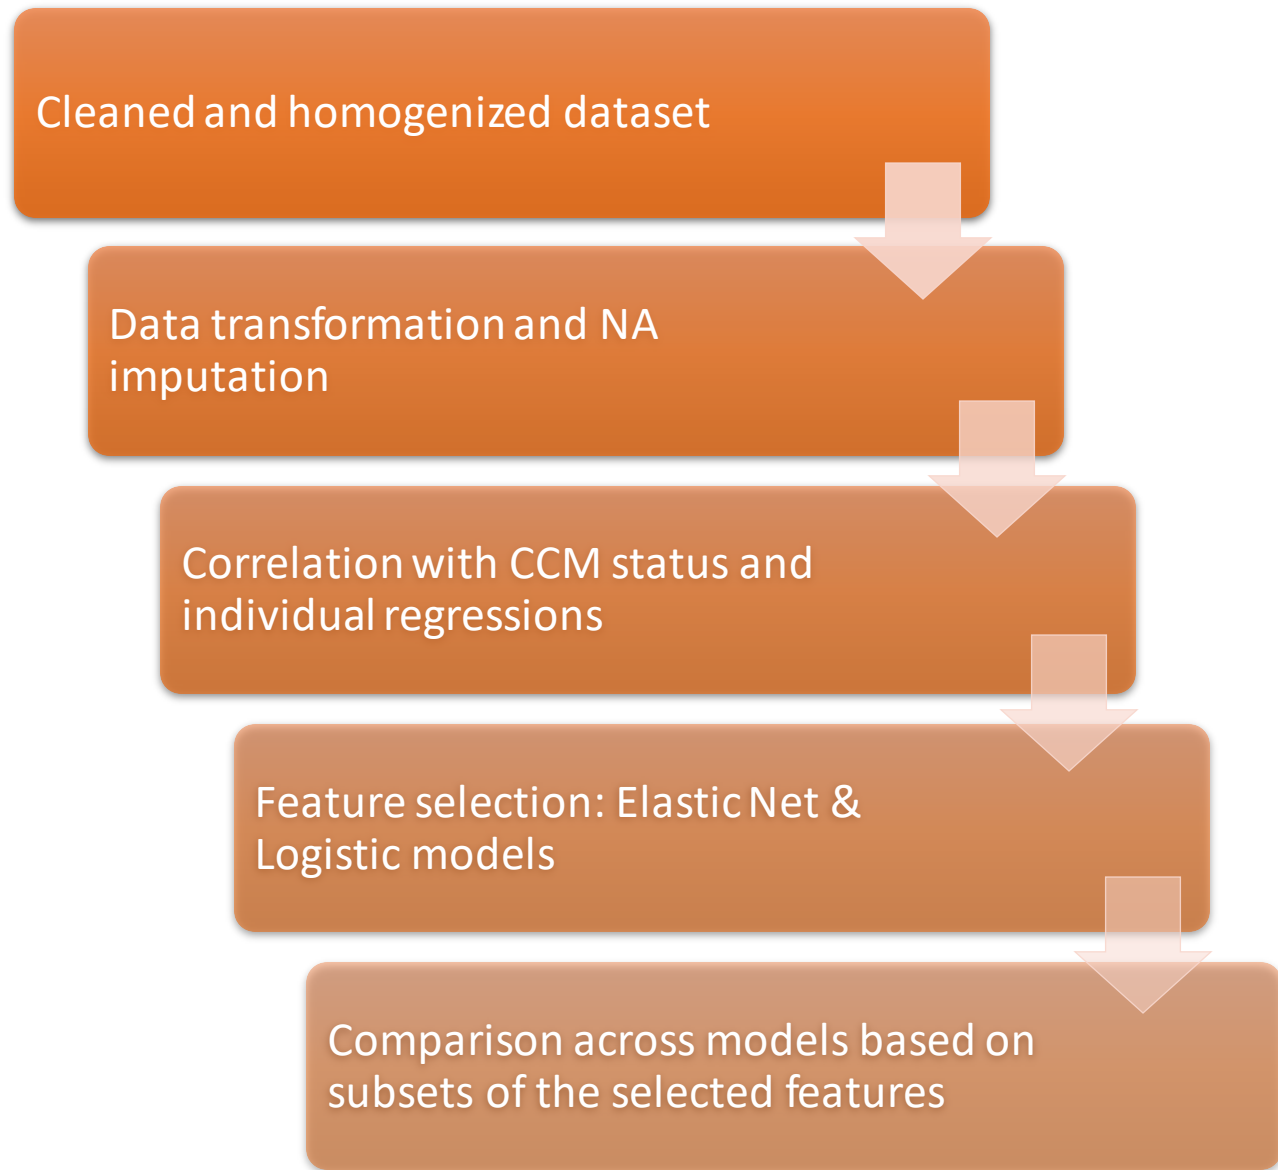 Cleaned and homogenized dataset
Data transformation and NA
imputation
Correlation with CCM status and
individual regressions
Feature selection: Elastic Net &
Logistic models
Comparison across models based on
subsets of the selected features